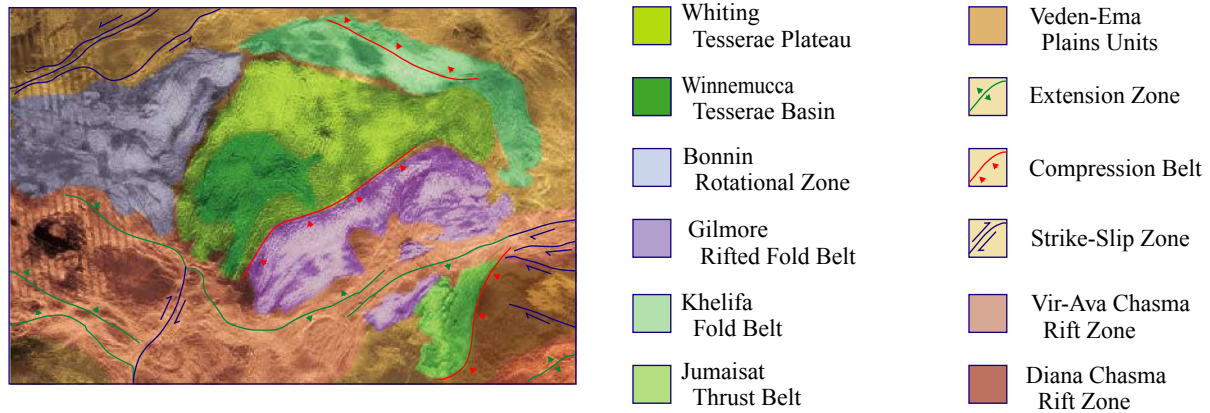 Whiting
Tesserae Plateau
Winnemucca
Tesserae Basin
Bonnin
Rotational Zone
Gilmore
Rifted Fold Belt
Khelifa
Fold Belt
Jumaisat
Thrust Belt
Veden-Ema
Plains Units
Extension Zone
Compression Belt
Strike-Slip Zone
Vir-Ava Chasma
Rift Zone
Diana Chasma
Rift Zone